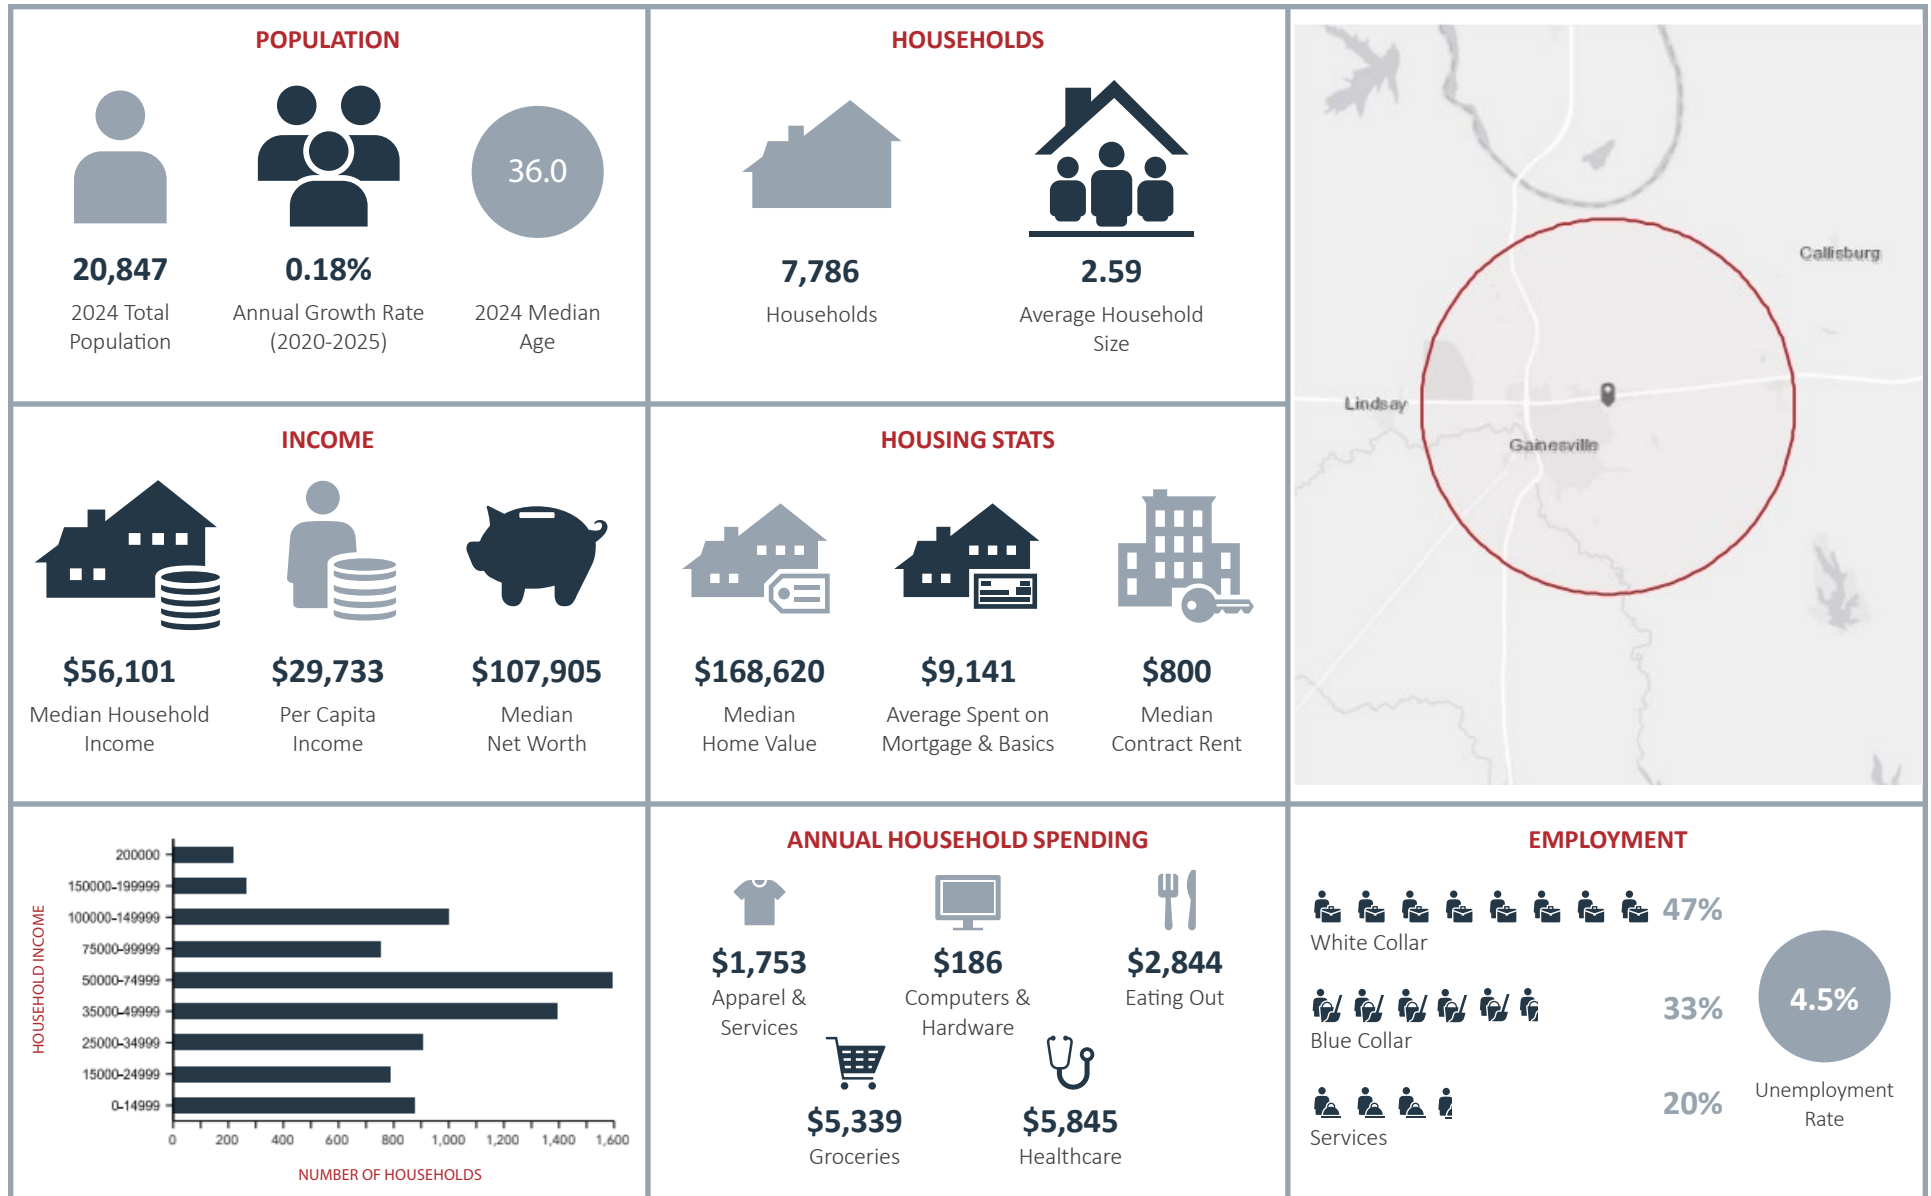 POPULATION
36.0
20,847
2024 Total
Population
0.18%
Annual Growth Rate
(2020-2025)
2024 Median
Age
HOUSEHOLDS
7,786
Households
2.59
Average Household
Size
Callisburg
Lindsay
Gainesville
INCOME
$56,101
Median Household
Income
$29,733
Per Capita
Income
$107,905
Median
Net Worth
HOUSING STATS
$168,620
Median
Home Value
$9,141
Average Spent on
Mortgage & Basics
$800
Median
Contract Rent
HOUSEHOLD INCOME
200000
150000-199999
100000-149999
75000-99999
50000-74999
35000-49999
25000-34999
15000-24999
0-14999
0 200 400 600 800 1,000 1,200 1,400 1,600
NUMBER OF HOUSEHOLDS
ANNUAL HOUSEHOLD SPENDING
$1,753
Apparel &
Services
$186
Computers &
Hardware
$2,844
Eating Out
$5,339
Groceries
$5,845
Healthcare
EMPLOYMENT
47%
White Collar
33%
Blue Collar
20%
Services
4.5%
Unemployment
Rate